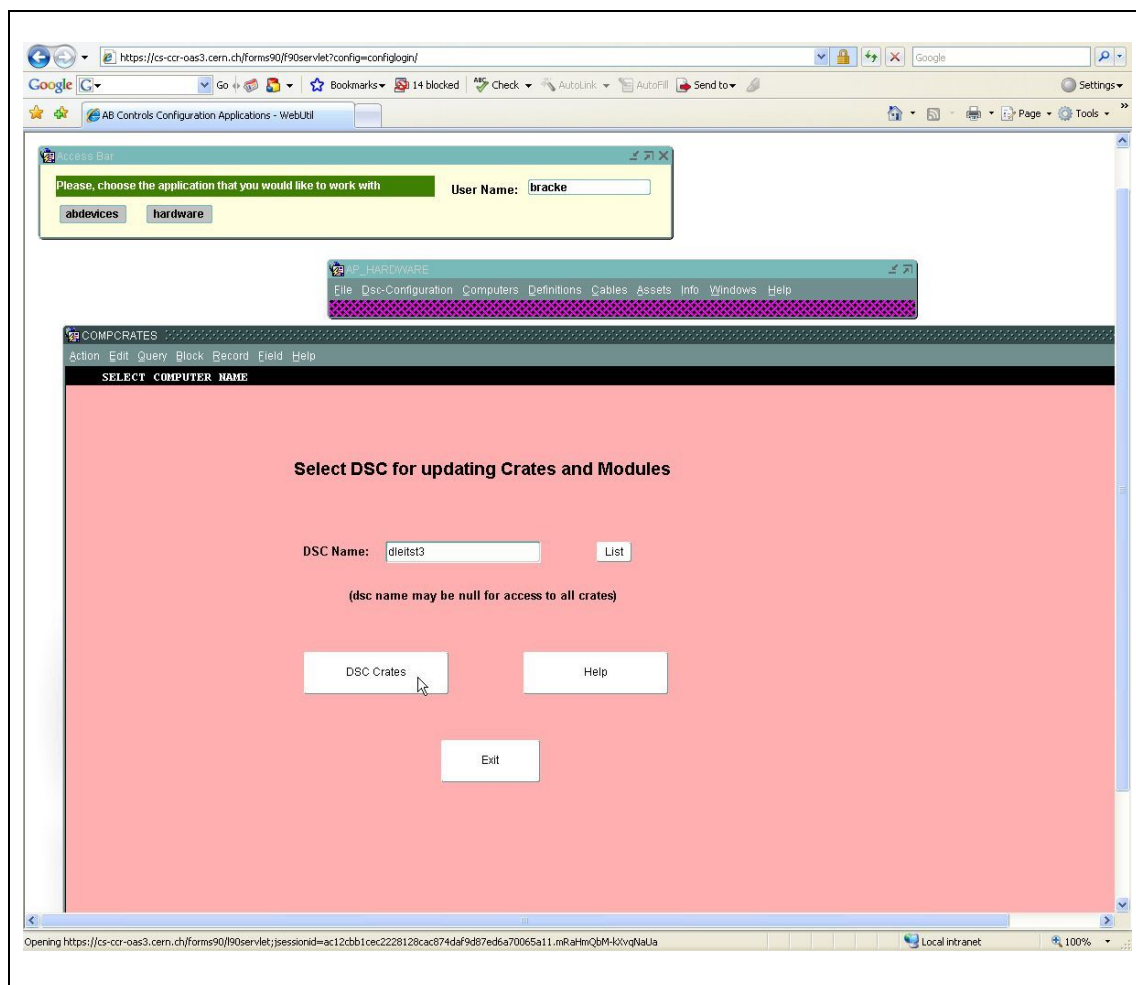 https://cs-ccr-oas3.cern.ch/forms90/f90servlet?config=configlogin/
Google
Google G Go Bookmarks 14 blocked ABC Check AutoLink AutoFill Send to Settings
AB Controls Configuration Applications - WebUtil
Page Tools »
Access Bar
Please, choose the application that you would like to work with User Name: bracke
abdevices hardware
AP_HARDWARE
File Dsc-Configuration Computers Definitions Cables Assets Info Windows Help
COMPCRATES
Action Edit Query Block Record Field Help
SELECT COMPUTER NAME
Select DSC for updating Crates and Modules
DSC Name: dleitst3 List
(dsc name may be null for access to all crates)
DSC Crates Help
Exit
Opening https://cs-ccr-oas3.cern.ch/forms90/l90servlet;jsessionid=ac12cbb1cec2228128cac874daf9d87ed6a70065a11.mRaHmQbM-kXvqNaUa Local intranet 100%